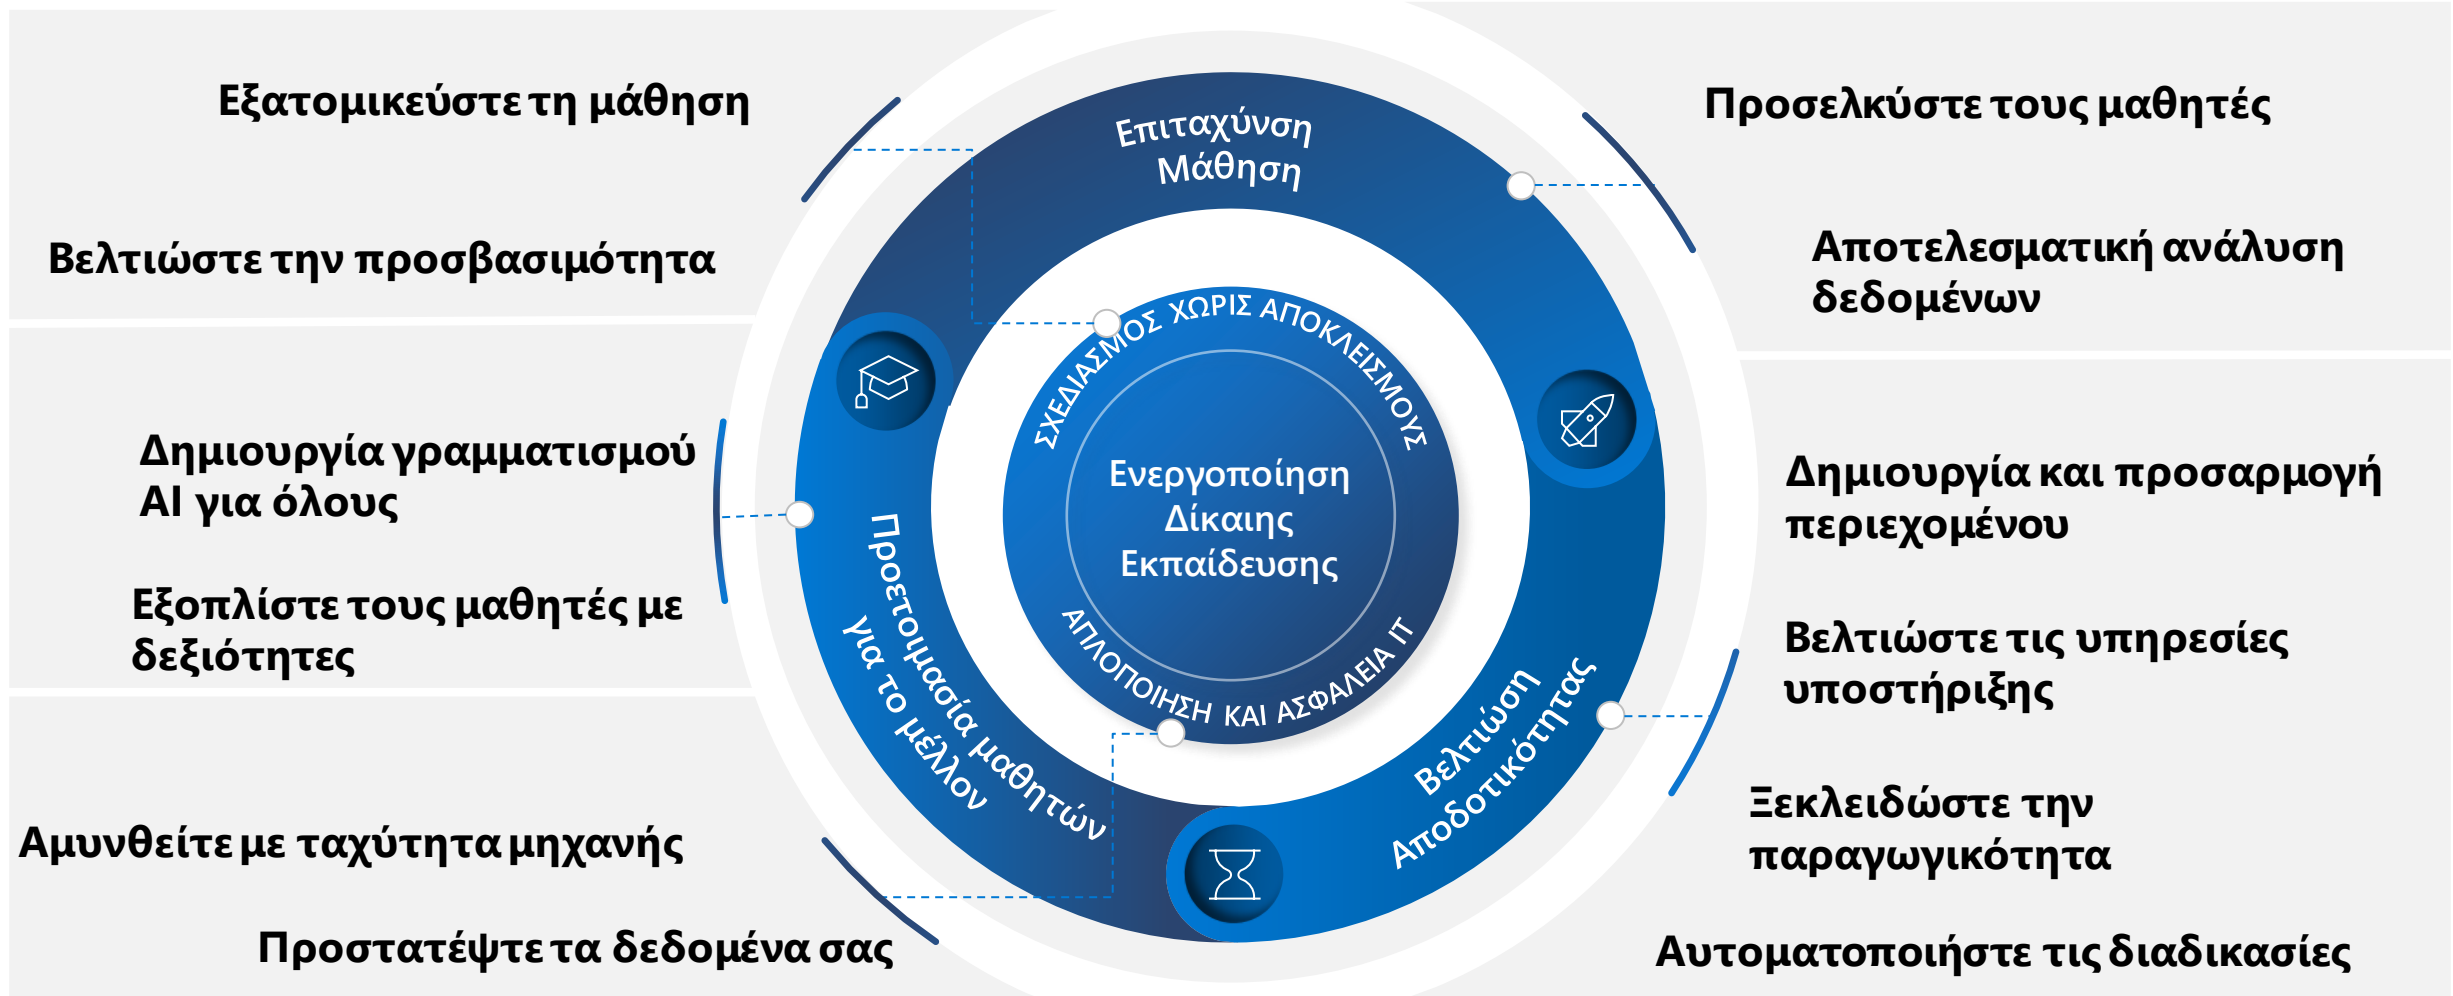 Εξατομικεύστε τη μάθηση
Βελτιώστε την προσβασιμότητα
Δημιουργία γραμματισμού
AI για όλους
Εξοπλίστε τους μαθητές με
δεξιότητες
Αμυνθείτε με ταχύτητα μηχανής
Προστατέψτε τα δεδομένα σας
Επιταχύνση
Μάθηση
ΣΧΕΔΙΑΣΜΟΣ ΧΩΡΙΣ ΑΠΟΚΛΕΙΣΜΟΥΣ
Ενεργοποίηση
Δίκαιης
Εκπαίδευσης
ΑΠΛΟΠΟΙΗΣΗ ΚΑΙ ΑΣΦΑΛΕΙΑ IT
Προετοιμασία μαθητών
για το μέλλον
Βελτίωση
Αποδοτικότητας
Προσελκύστε τους μαθητές
Αποτελεσματική ανάλυση
δεδομένων
Δημιουργία και προσαρμογή
περιεχομένου
Βελτιώστε τις υπηρεσίες
υποστήριξης
Ξεκλειδώστε την
παραγωγικότητα
Αυτοματοποιήστε τις διαδικασίες